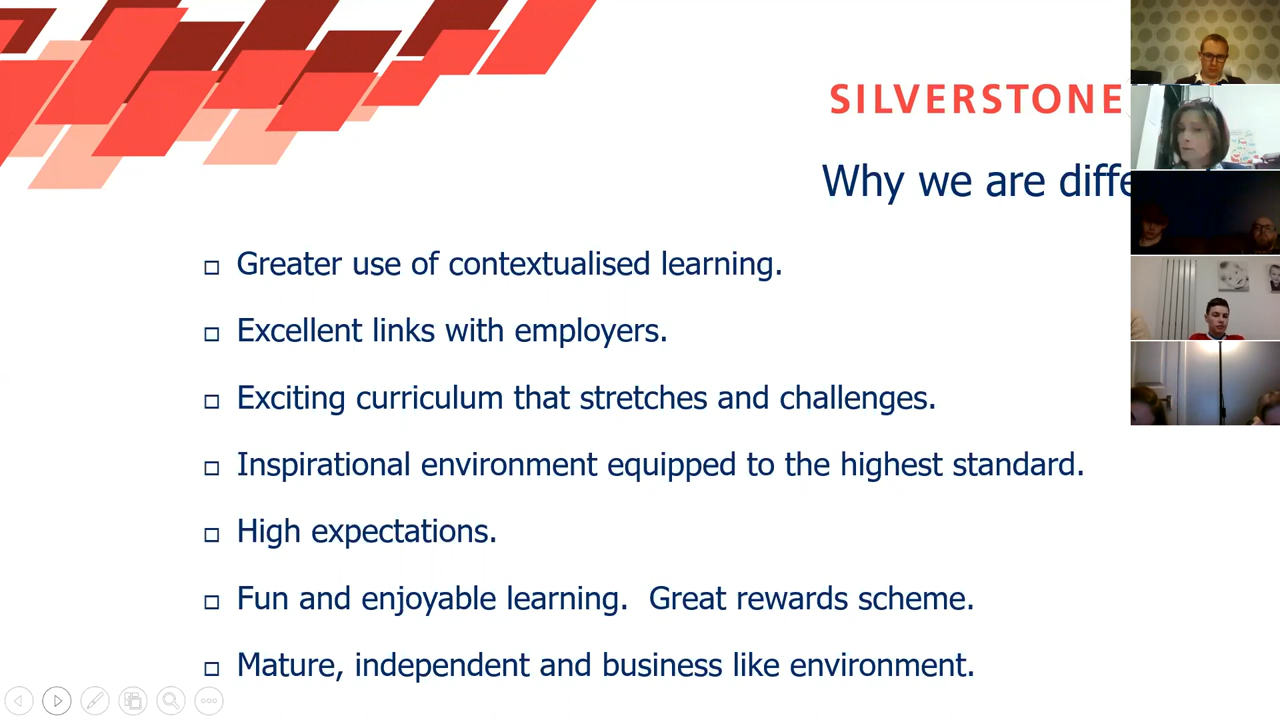 SILVERSTONE
Why we are diffe
Greater use of contextualised learning.
Excellent links with employers.
Exciting curriculum that stretches and challenges.
Inspirational environment equipped to the highest standard.
High expectations.
Fun and enjoyable learning.  Great rewards scheme.
Mature, independent and business like environment.